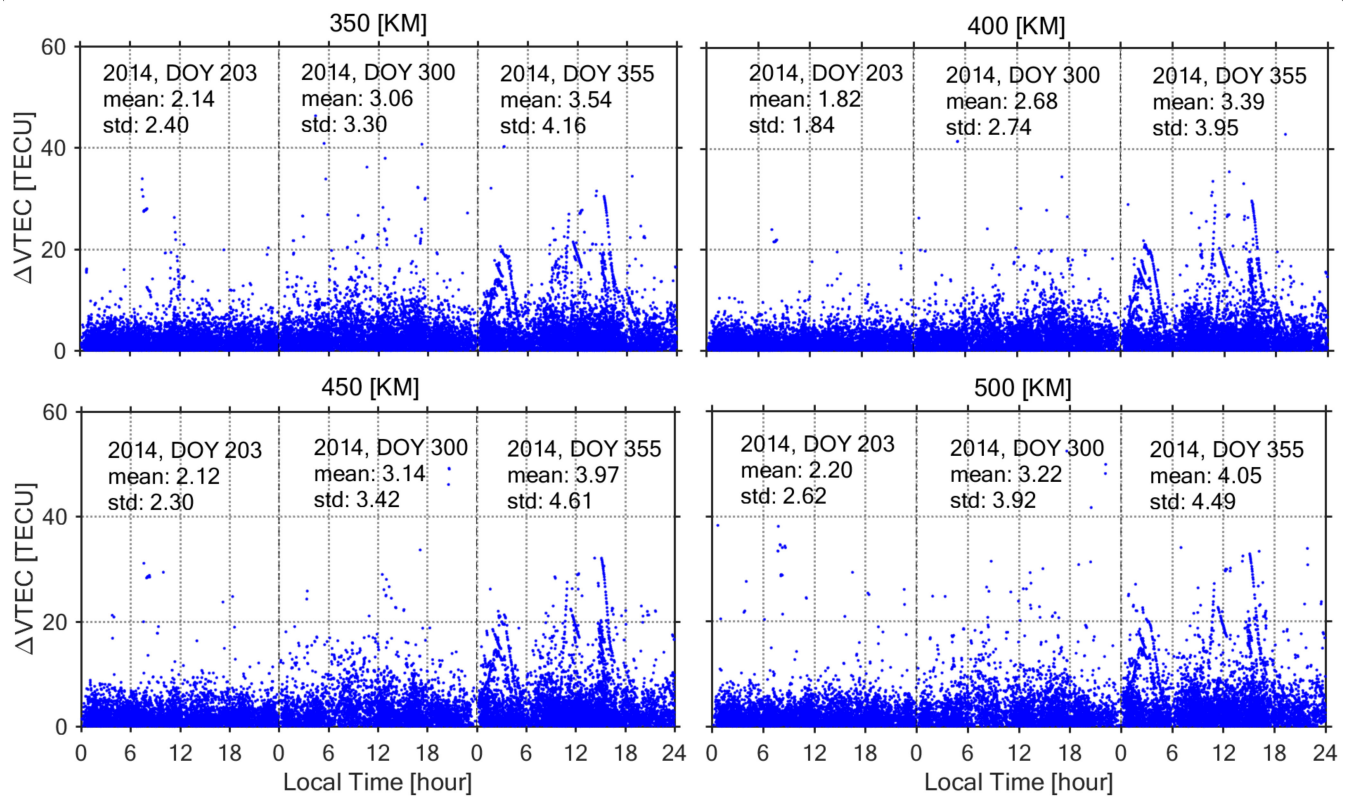 350 [KM]
60
40
20
0
ΔVTEC [TECU]
2014, DOY 203
mean: 2.14
std: 2.40
2014, DOY 300
mean: 3.06
std: 3.30
2014, DOY 355
mean: 3.54
std: 4.16
400 [KM]
2014, DOY 203
mean: 1.82
std: 1.84
2014, DOY 300
mean: 2.68
std: 2.74
2014, DOY 355
mean: 3.39
std: 3.95
450 [KM]
60
40
20
0
ΔVTEC [TECU]
2014, DOY 203
mean: 2.12
std: 2.30
2014, DOY 300
mean: 3.14
std: 3.42
2014, DOY 355
mean: 3.97
std: 4.61
0 6 12 18 0 6 12 18 0 6 12 18 24
Local Time [hour]
500 [KM]
2014, DOY 203
mean: 2.20
std: 2.62
2014, DOY 300
mean: 3.22
std: 3.92
2014, DOY 355
mean: 4.05
std: 4.49
0 6 12 18 0 6 12 18 0 6 12 18 24
Local Time [hour]